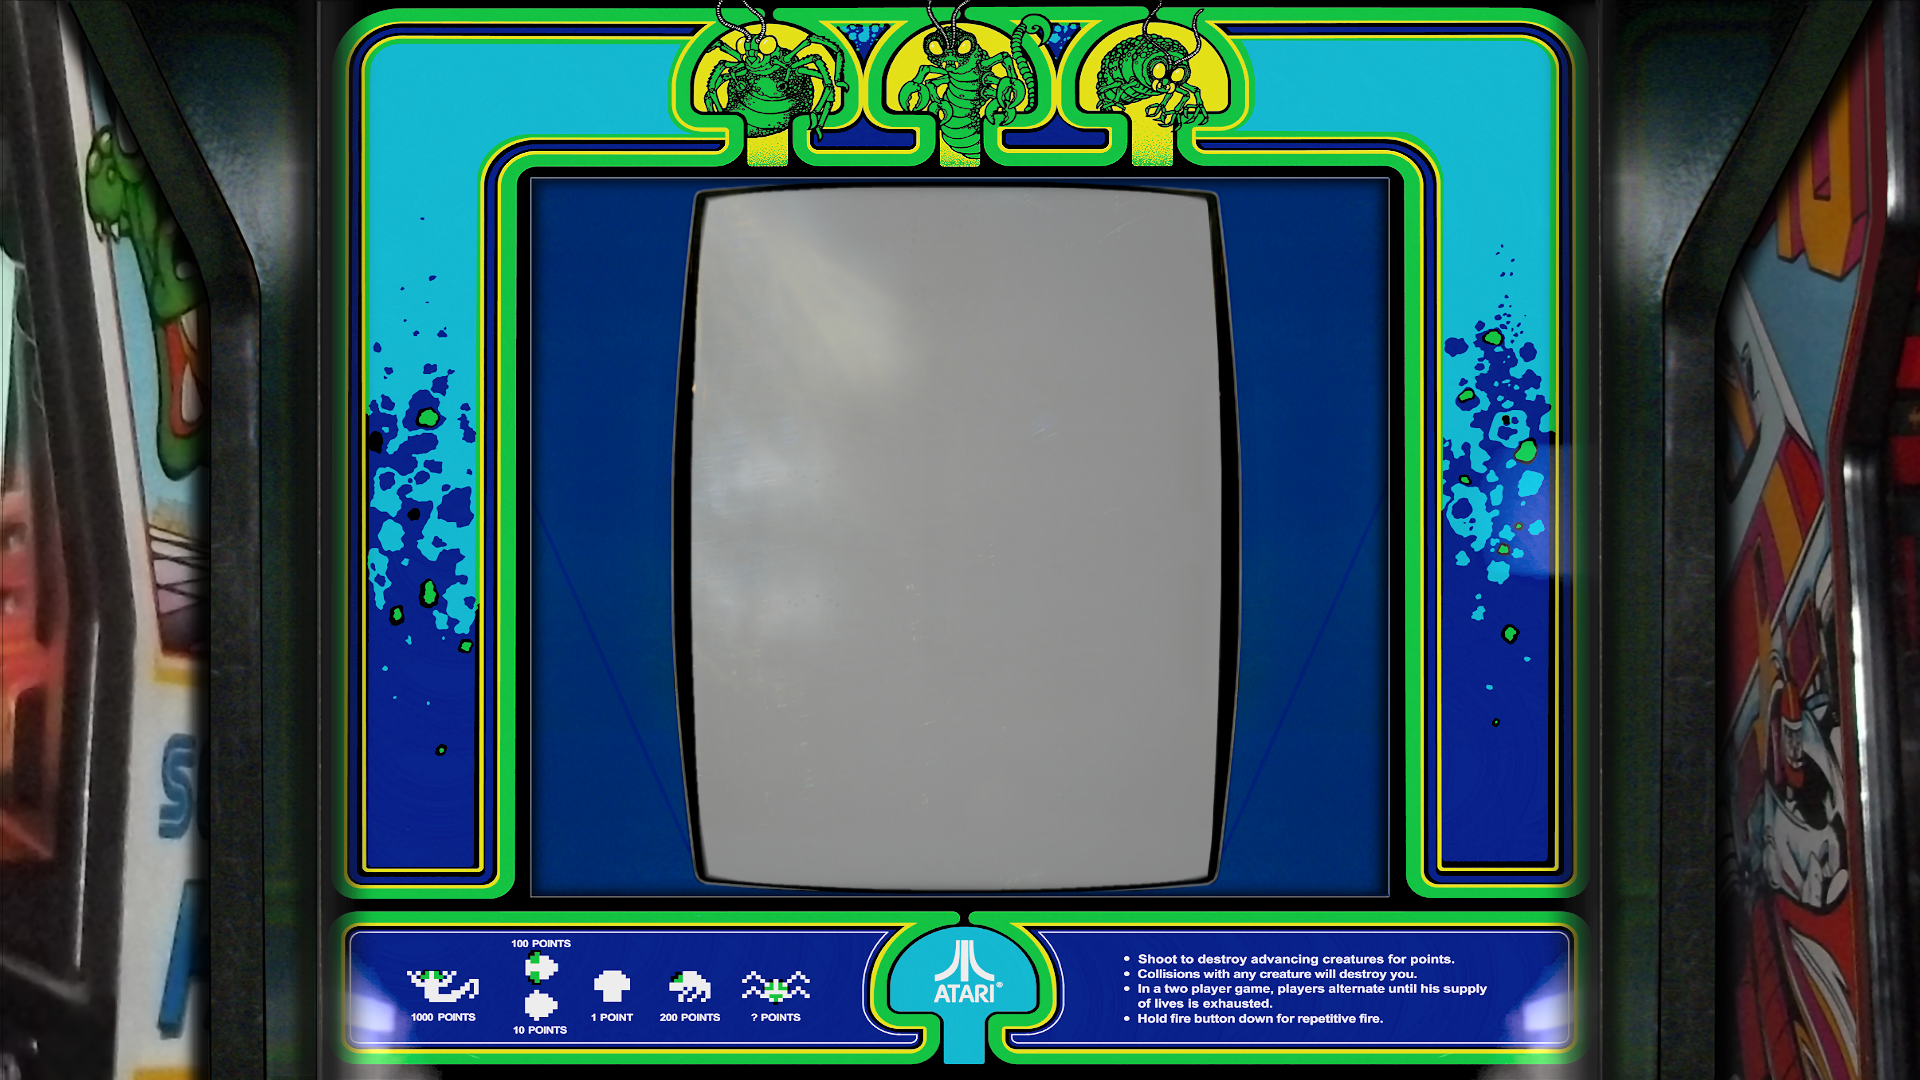 100 POINTS
1000 POINTS
10 POINTS
1 POINT
200 POINTS
? POINTS
ATARI®
• Shoot to destroy advancing creatures for points.
• Collisions with any creature will destroy you.
• In a two player game, players alternate until his supply
of lives is exhausted.
• Hold fire button down for repetitive fire.